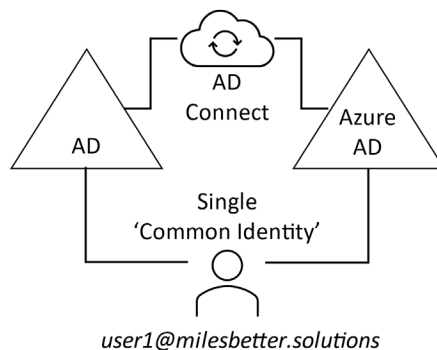 AD
Connect
AD
Azure
AD
Single
‘Common Identity’
user1@milesbetter.solutions